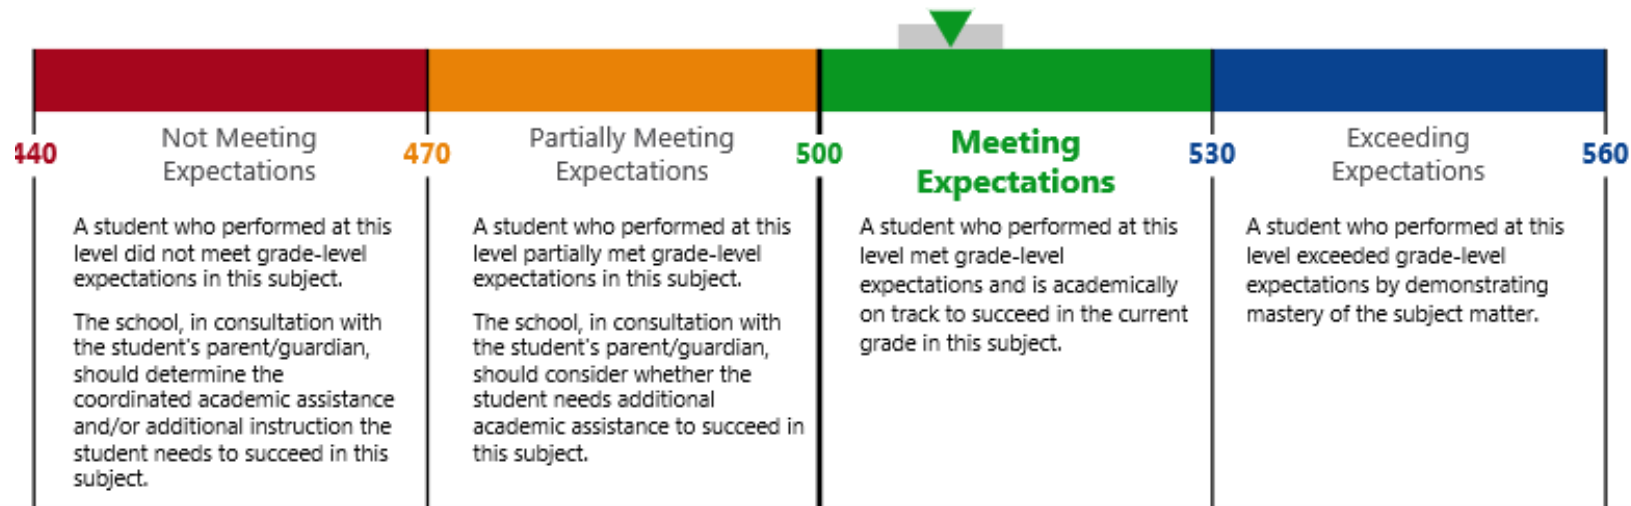 440
Not Meeting
Expectations
A student who performed at this
level did not meet grade-level
expectations in this subject.
The school, in consultation with
the student's parent/guardian,
should determine the
coordinated academic assistance
and/or additional instruction the
student needs to succeed in this
subject.
470
Partially Meeting
Expectations
A student who performed at this
level partially met grade-level
expectations in this subject.
The school, in consultation with
the student's parent/guardian,
should consider whether the
student needs additional
academic assistance to succeed in
this subject.
500
Meeting
Expectations
A student who performed at this
level met grade-level
expectations and is academically
on track to succeed in the current
grade in this subject.
530
Exceeding
Expectations
A student who performed at this
level exceeded grade-level
expectations by demonstrating
mastery of the subject matter.
560